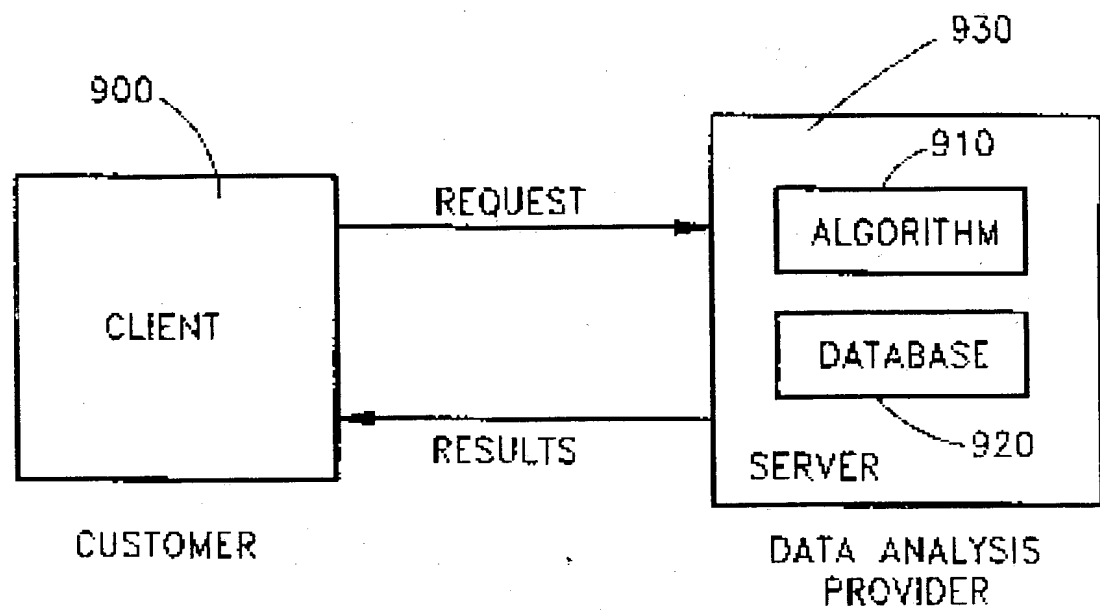 930
900
910
REQUEST
ALGORITHM
CLIENT
DATABASE
RESULTS
920
SERVER
CUSTOMER
DATA ANALYSIS
PROVIDER